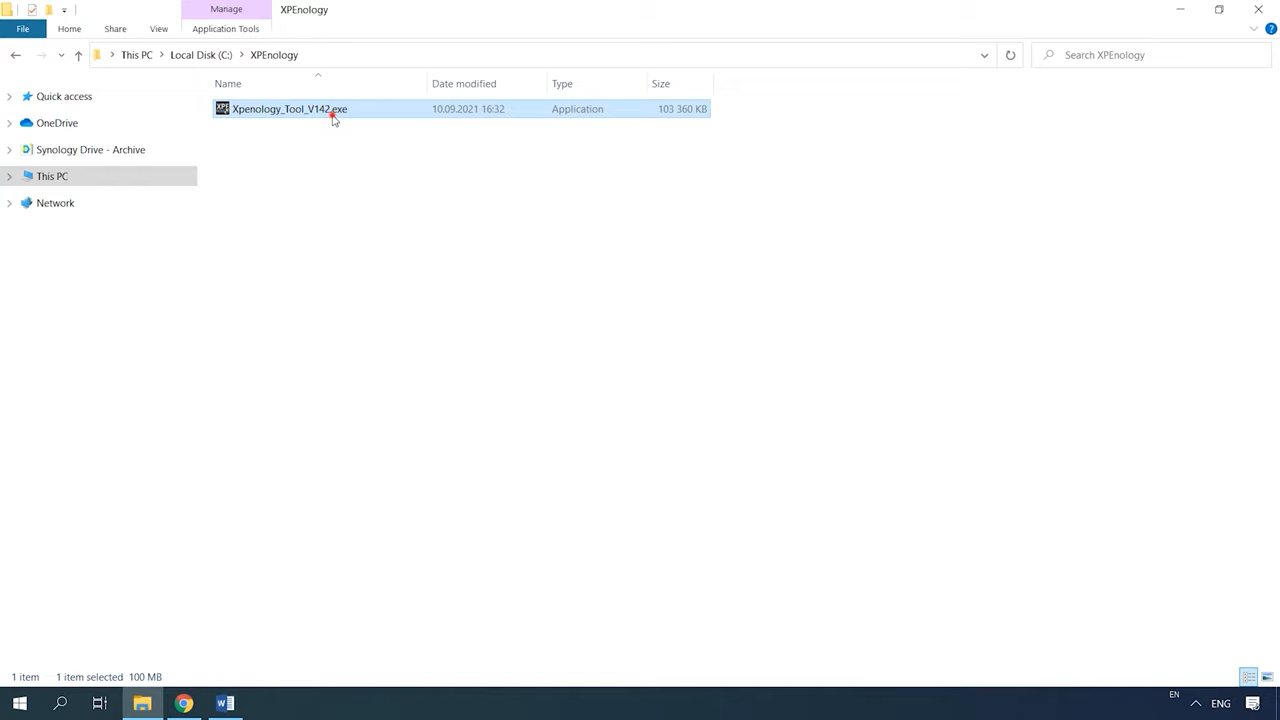 Manage
XPEnology
File
Home
Share
View
Application Tools
This PC
Local Disk (C:)
XPEnology
Search XPEnology
Name
Date modified
Type
Size
Quick access
Xpenology_Tool_V142.exe
10.09.2021 16:32
Application
103 360 KB
OneDrive
Synology Drive - Archive
This PC
Network
1 item
1 item selected 100 MB
EN
ENG